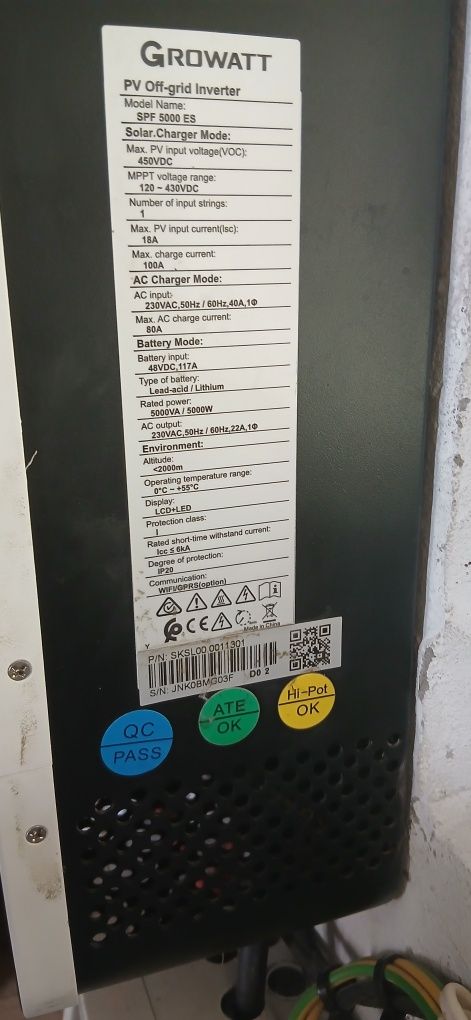 GROWATT
PV Off-grid Inverter
Model Name:
SPF 5000 ES
Solar.Charger Mode:
Max. PV input voltage(VOC):
450VDC
MPPT voltage range:
120 ~ 430VDC
Number of input strings:
1
Max. PV input current(Isc):
18A
Max. charge current:
100A
AC Charger Mode:
AC input:
230VAC,50Hz / 60Hz,40A,1Φ
Max. AC charge current:
80A
Battery Mode:
Battery input:
48VDC,117A
Type of battery:
Lead-acid / Lithium
Rated power:
5000VA / 5000W
AC output:
230VAC,50Hz / 60Hz,22A,1Φ
Environment:
Altitude:
<2000m
Operating temperature range:
0°C ~ +55°C
Display:
LCD+LED
Protection class:
I
Rated short-time withstand current:
Icc ≤ 6kA
Degree of protection:
IP20
Communication:
WIFI/GPRS(option)
CE
Made in China
P/N: SKSL00 0011301
S/N: JNK0BM G03F
D0 2
QC
PASS
ATE
OK
Hi-Pot
OK